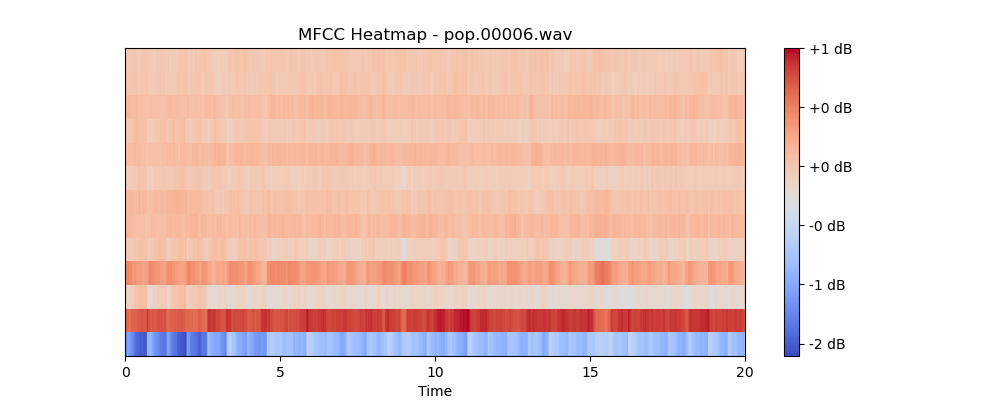 MFCC Heatmap - pop.00006.wav
+1 dB
+0 dB
+0 dB
-0 dB
-1 dB
-2 dB
0 5 10 15 20
Time